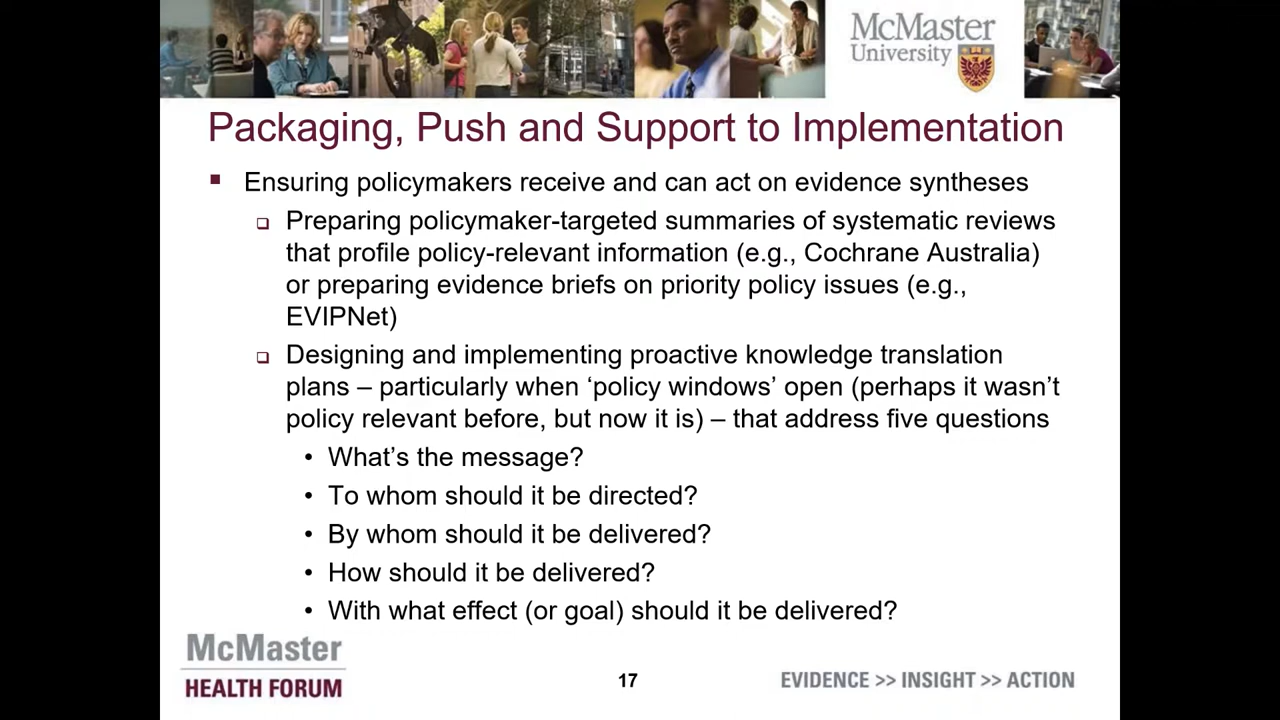 McMaster
University
Packaging, Push and Support to Implementation
Ensuring policymakers receive and can act on evidence syntheses
Preparing policymaker-targeted summaries of systematic reviews
that profile policy-relevant information (e.g., Cochrane Australia)
or preparing evidence briefs on priority policy issues (e.g.,
EVIPNet)
Designing and implementing proactive knowledge translation
plans – particularly when ‘policy windows’ open (perhaps it wasn’t
policy relevant before, but now it is) – that address five questions
• What’s the message?
• To whom should it be directed?
• By whom should it be delivered?
• How should it be delivered?
• With what effect (or goal) should it be delivered?
McMaster
HEALTH FORUM
17
EVIDENCE >> INSIGHT >> ACTION